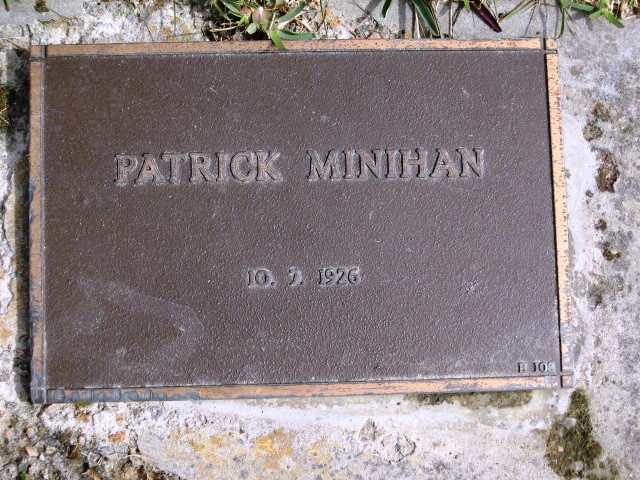 PATRICK MINIHAN
10. 7. 1926